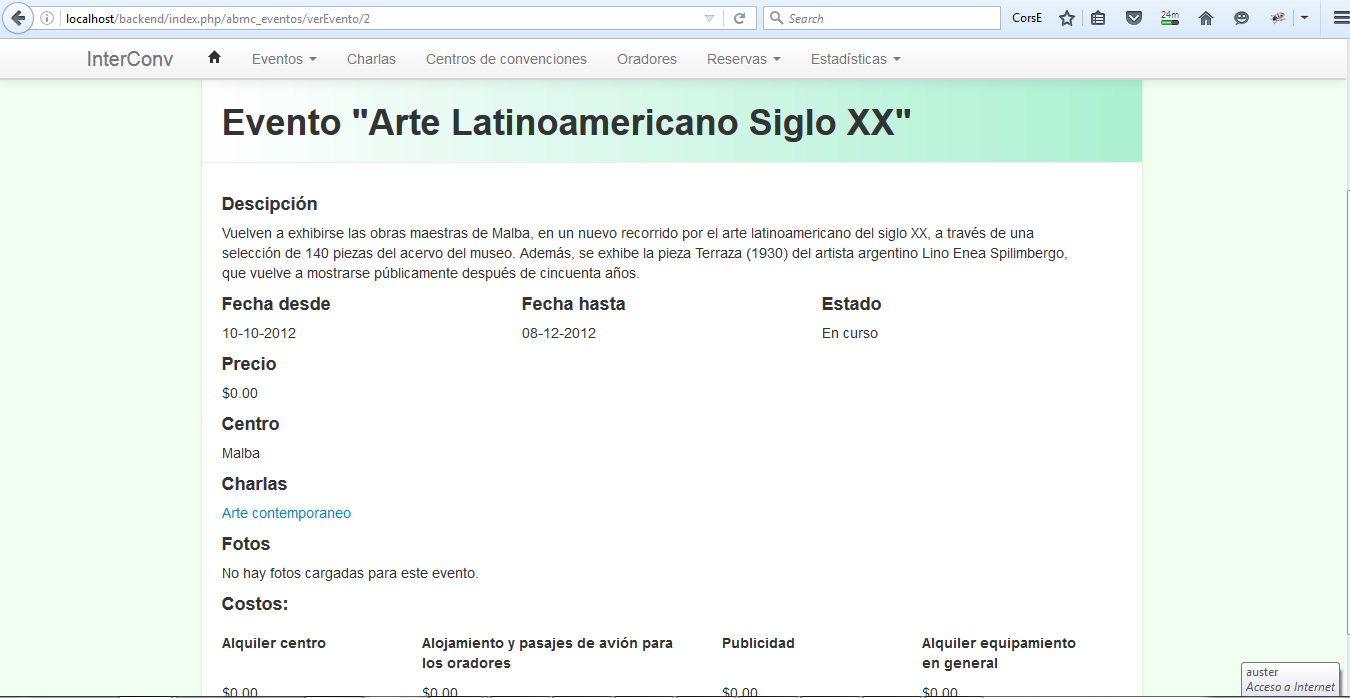 localhost/backend/index.php/abmc_eventos/verEvento/2
Search
CorsE
24m
InterConv
Eventos
Charlas
Centros de convenciones
Oradores
Reservas
Estadísticas
Evento "Arte Latinoamericano Siglo XX"
Descipción
Vuelven a exhibirse las obras maestras de Malba, en un nuevo recorrido por el arte latinoamericano del siglo XX, a través de una
selección de 140 piezas del acervo del museo. Además, se exhibe la pieza Terraza (1930) del artista argentino Lino Enea Spilimbergo,
que vuelve a mostrarse públicamente después de cincuenta años.
Fecha desde
Fecha hasta
Estado
10-10-2012
08-12-2012
En curso
Precio
$0.00
Centro
Malba
Charlas
Arte contemporaneo
Fotos
No hay fotos cargadas para este evento.
Costos:
Alquiler centro
Alojamiento y pasajes de avión para
los oradores
Publicidad
Alquiler equipamiento
en general
$0.00
$0.00
$0.00
$0.00
auster
Acceso a Internet